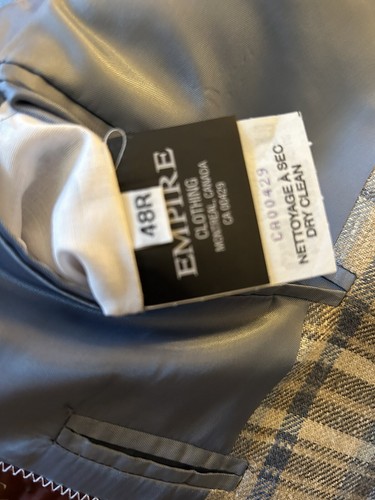 48R
EMPIRE
CLOTHING
MONTREAL, CANADA
CA 00429
CA00429
NETTOYAGE À SEC
DRY CLEAN